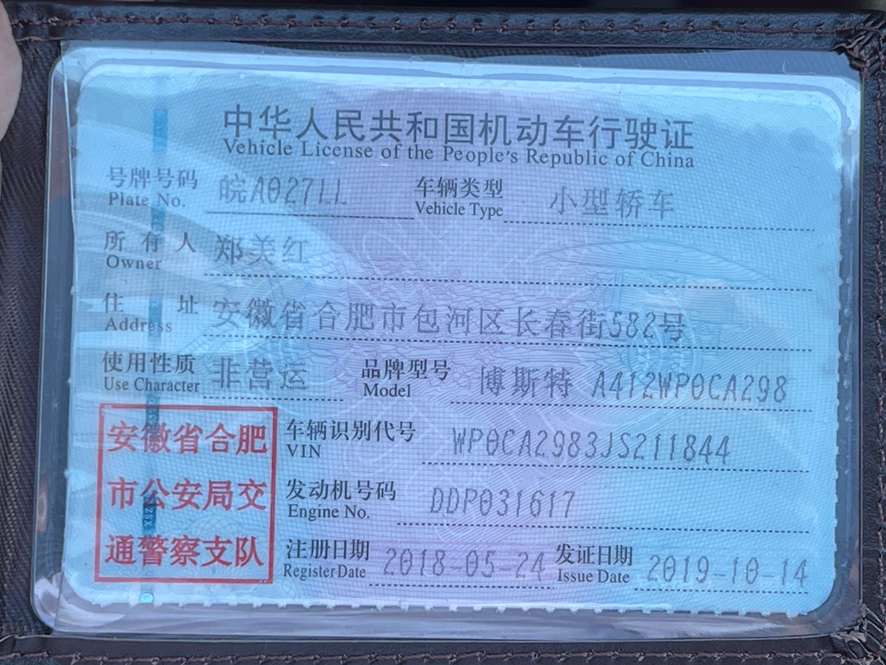 中华人民共和国机动车行驶证
Vehicle License of the People's Republic of China
号牌号码 皖A027LL 车辆类型 小型轿车
Plate No. Vehicle Type
所有人 郑美红
Owner
住址 安徽省合肥市包河区长春街582号
Address
使用性质 非营运 品牌型号 博斯特 A412WP0CA298
Use Character Model
安徽省合肥
市公安局交
通警察支队
车辆识别代号 WP0CA2983JS211844
VIN
发动机号码 DDP031617
Engine No.
注册日期 2018-05-24 发证日期 2019-10-14
Register Date Issue Date